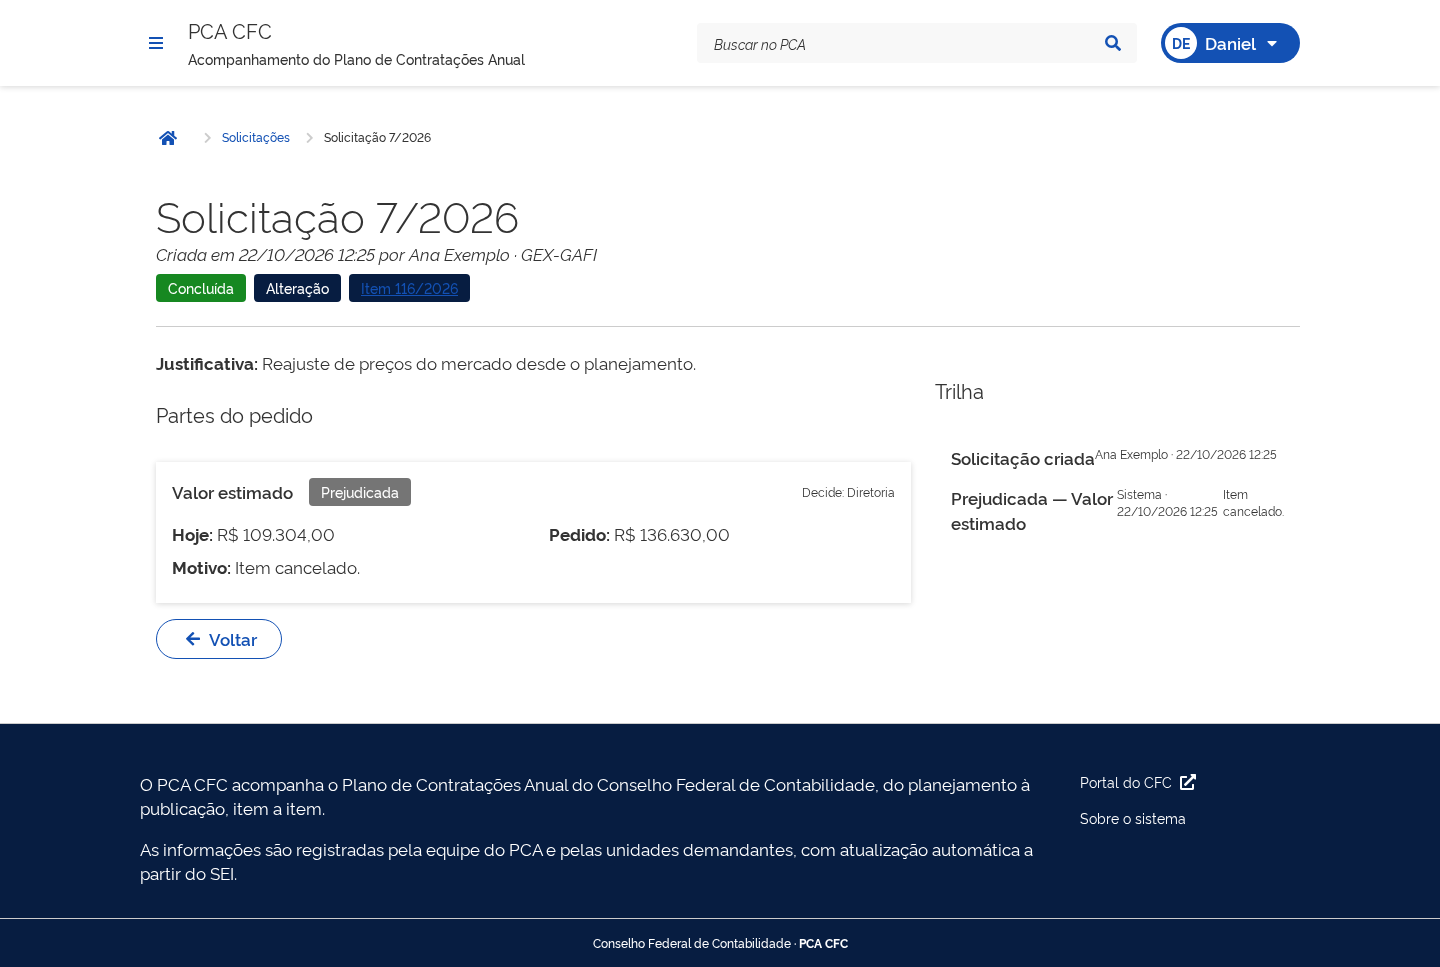 PCA CFC
Acompanhamento do Plano de Contratações Anual
Buscar no PCA
DE
Daniel
Solicitações
Solicitação 7/2026
Solicitação 7/2026
Criada em 22/10/2026 12:25 por Ana Exemplo · GEX-GAFI
Concluída
Alteração
Item 116/2026
Justificativa: Reajuste de preços do mercado desde o planejamento.
Partes do pedido
Valor estimado
Prejudicada
Decide: Diretoria
Hoje: R$ 109.304,00
Pedido: R$ 136.630,00
Motivo: Item cancelado.
Voltar
Trilha
Solicitação criada
Ana Exemplo · 22/10/2026 12:25
Prejudicada — Valor
estimado
Sistema ·
22/10/2026 12:25
Item
cancelado.
O PCA CFC acompanha o Plano de Contratações Anual do Conselho Federal de Contabilidade, do planejamento à
publicação, item a item.
As informações são registradas pela equipe do PCA e pelas unidades demandantes, com atualização automática a
partir do SEI.
Portal do CFC
Sobre o sistema
Conselho Federal de Contabilidade · PCA CFC